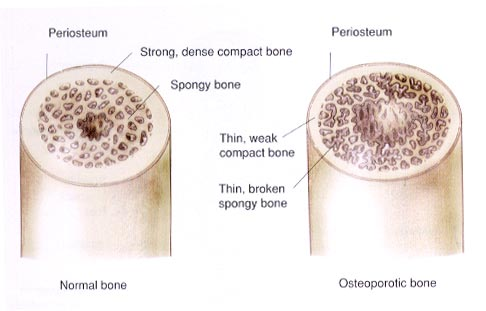 Periosteum
Strong, dense compact bone
Spongy bone
Normal bone
Periosteum
Thin, weak
compact bone
Thin, broken
spongy bone
Osteoporotic bone